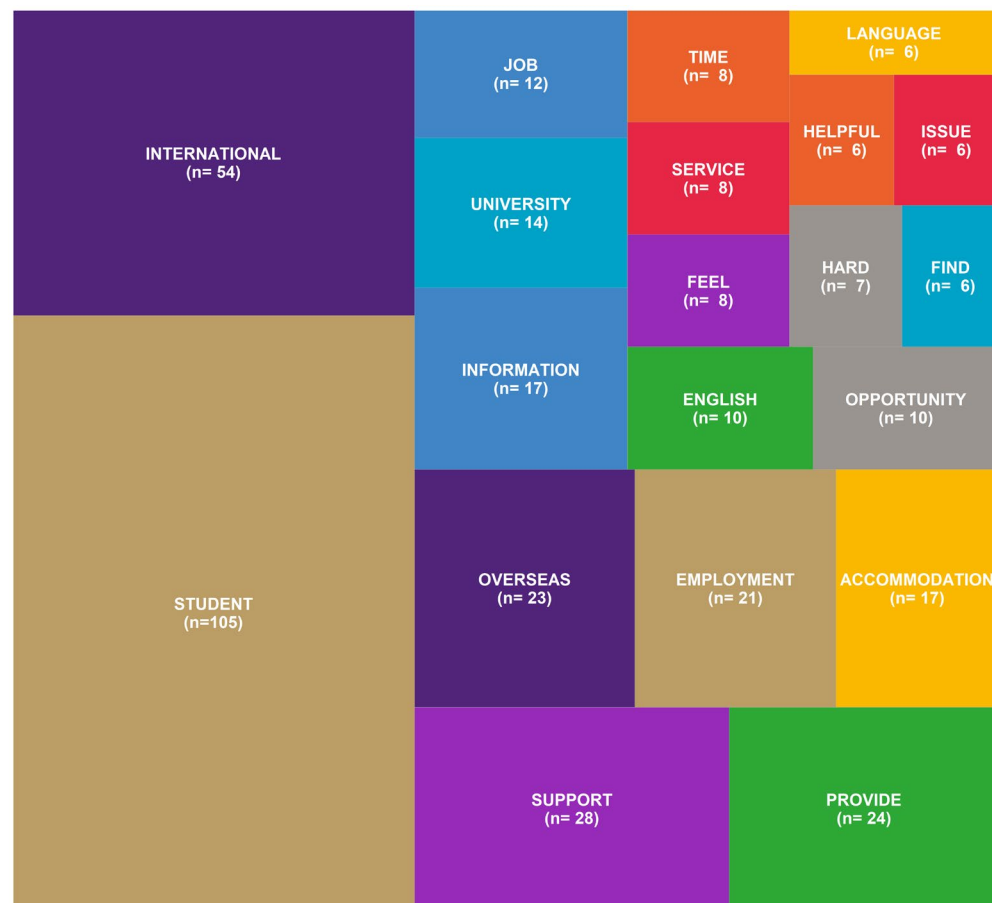 INTERNATIONAL
(n= 54)
STUDENT
(n=105)
JOB
(n= 12)
UNIVERSITY
(n= 14)
INFORMATION
(n= 17)
TIME
(n=  8)
SERVICE
(n=  8)
FEEL
(n=  8)
LANGUAGE
(n=  6)
HELPFUL
(n=  6)
ISSUE
(n=  6)
HARD
(n=  7)
FIND
(n=  6)
ENGLISH
(n= 10)
OPPORTUNITY
(n= 10)
OVERSEAS
(n= 23)
EMPLOYMENT
(n= 21)
ACCOMMODATION
(n= 17)
SUPPORT
(n= 28)
PROVIDE
(n= 24)